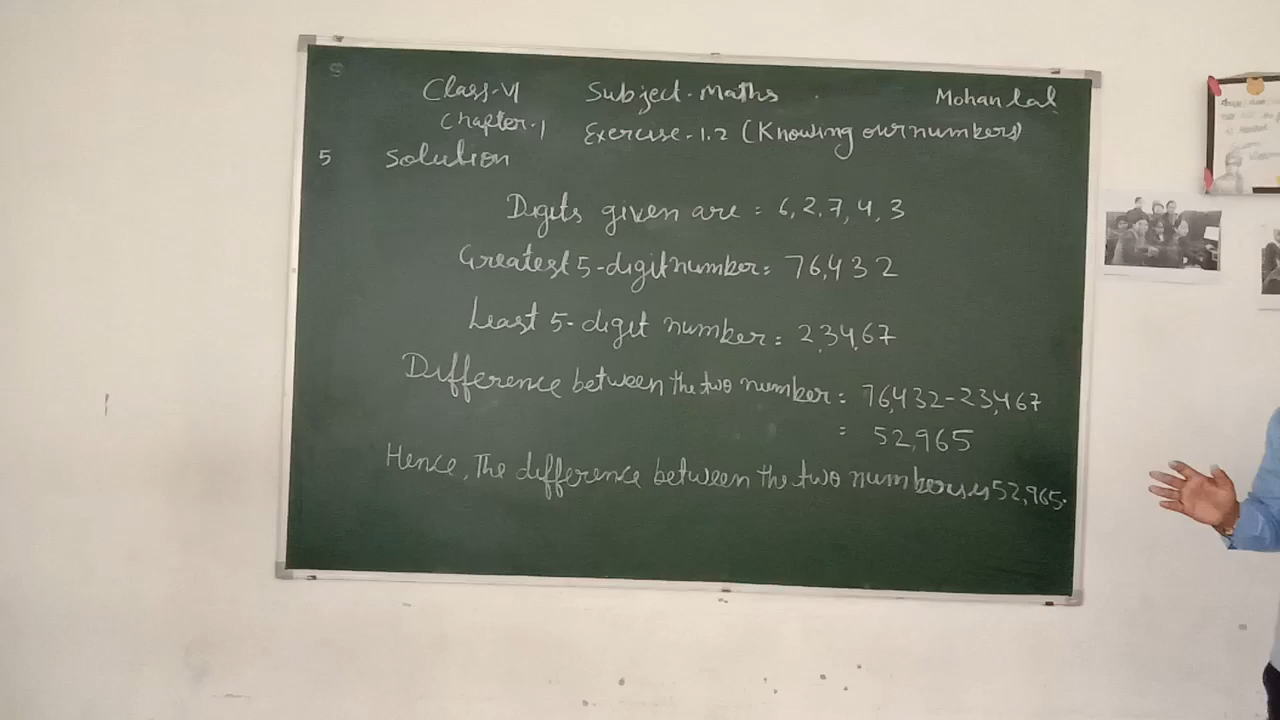 Class-VI Subject-Maths Mohan lal
Chapter-1 Exercise-1.2 (Knowing our numbers)
5 Solution
Digits given are = 6,2,7,4,3
Greatest 5-digit number = 76,432
Least 5-digit number = 23,467
Difference between the two number = 76,432-23,467
= 52,965
Hence, The difference between the two numbers is 52,965.